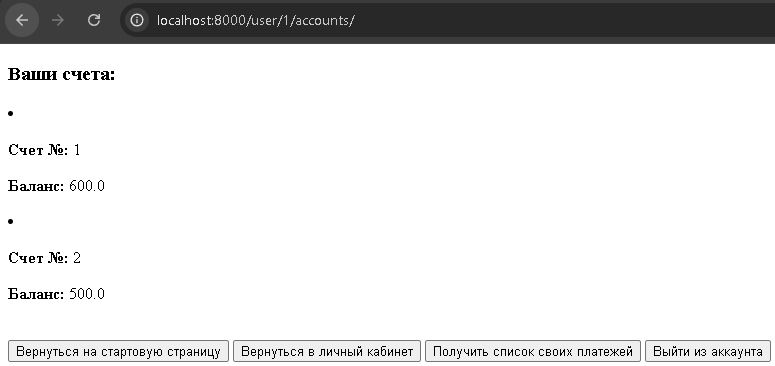 localhost:8000/user/1/accounts/
Ваши счета:
•
Счет №: 1
Баланс: 600.0
•
Счет №: 2
Баланс: 500.0
Вернуться на стартовую страницу Вернуться в личный кабинет Получить список своих платежей Выйти из аккаунта